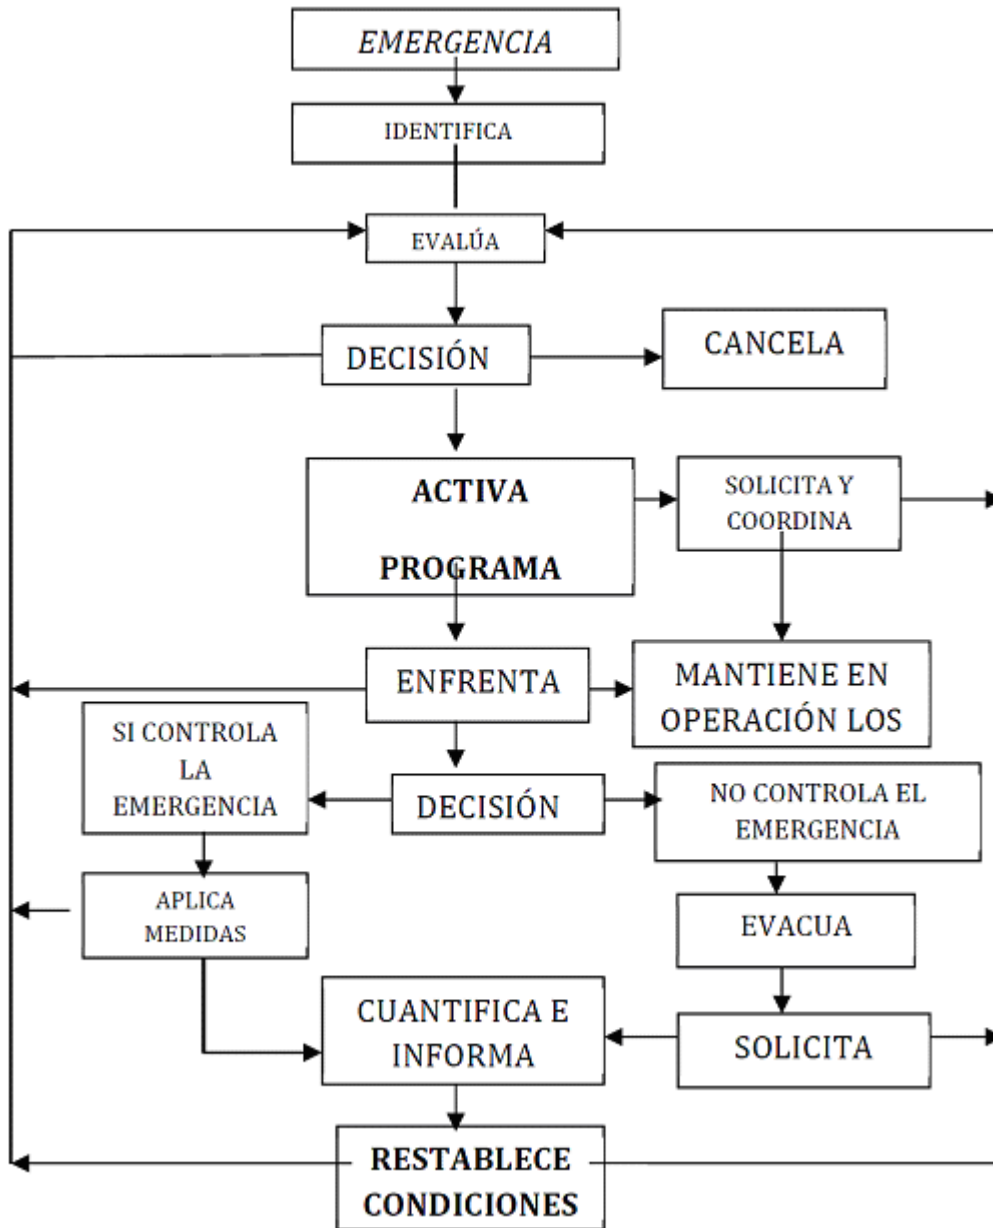 EMERGENCIA
IDENTIFICA
EVALÚA
DECISIÓN
CANCELA
ACTIVA
PROGRAMA
SOLICITA Y
COORDINA
ENFRENTA
MANTIENE EN
OPERACIÓN LOS
SI CONTROLA
LA
EMERGENCIA
DECISIÓN
NO CONTROLA EL
EMERGENCIA
APLICA
MEDIDAS
EVACUA
CUANTIFICA E
INFORMA
SOLICITA
RESTABLECE
CONDICIONES